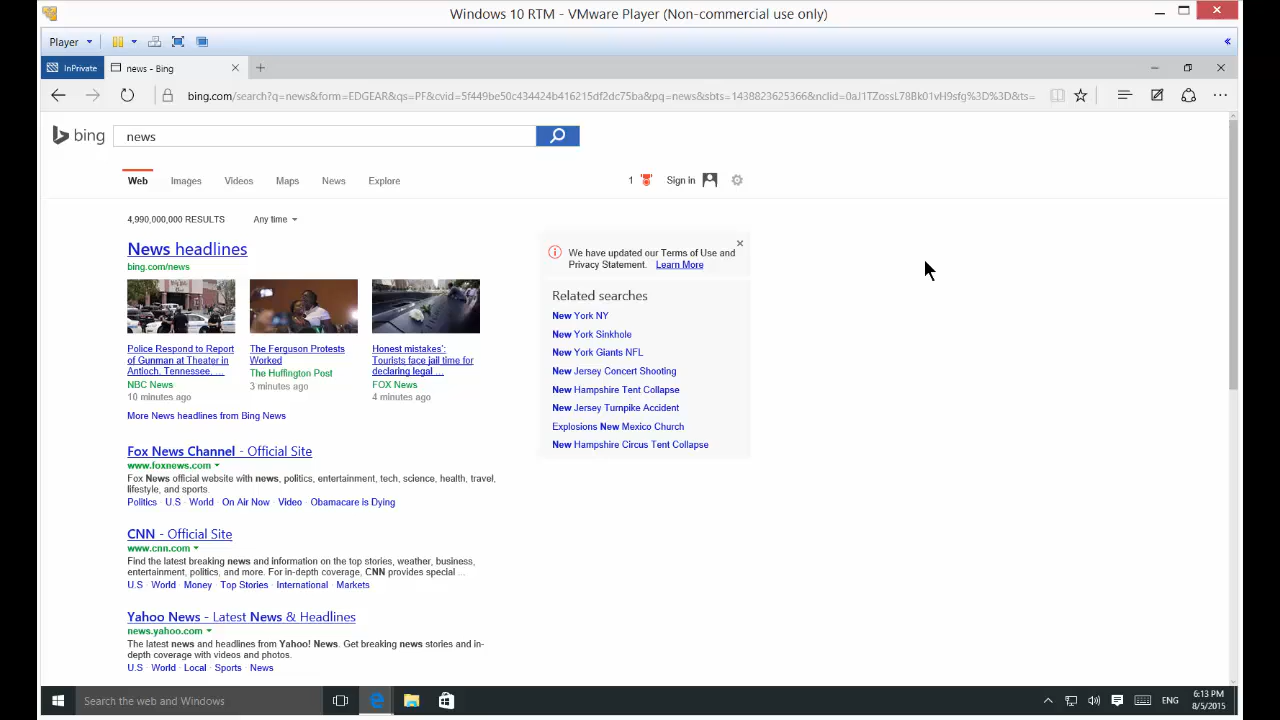 Windows 10 RTM - VMware Player (Non-commercial use only)
Player
InPrivate
news - Bing
bing.com/search?q=news&form=EDGEAR&qs=PF&cvid=5f449be50c434424b416215df2dc75ba&pq=news&sbts=1438823625366&nclid=0aJ1TZossL78Bk01vH9sfg%3D%3D&ts=
bing
news
Web Images Videos Maps News Explore
1 Sign in
4,990,000,000 RESULTS Any time
News headlines
bing.com/news
Police Respond to Report
of Gunman at Theater in
Antioch, Tennessee, ...
NBC News
10 minutes ago
The Ferguson Protests
Worked
The Huffington Post
3 minutes ago
Honest mistakes':
Tourists face jail time for
declaring legal ...
FOX News
4 minutes ago
More News headlines from Bing News
Fox News Channel - Official Site
www.foxnews.com
Fox News official website with news, politics, entertainment, tech, science, health, travel,
lifestyle, and sports.
Politics · U.S · World · On Air Now · Video · Obamacare is Dying
CNN - Official Site
www.cnn.com
Find the latest breaking news and information on the top stories, weather, business,
entertainment, politics, and more. For in-depth coverage, CNN provides special ...
U.S · World · Money · Top Stories · International · Markets
Yahoo News - Latest News & Headlines
news.yahoo.com
The latest news and headlines from Yahoo! News. Get breaking news stories and in-
depth coverage with videos and photos.
U.S · World · Local · Sports · News
We have updated our Terms of Use and
Privacy Statement. Learn More
Related searches
New York NY
New York Sinkhole
New York Giants NFL
New Jersey Concert Shooting
New Hampshire Tent Collapse
New Jersey Turnpike Accident
Explosions New Mexico Church
New Hampshire Circus Tent Collapse
Search the web and Windows
ENG
6:13 PM
8/5/2015